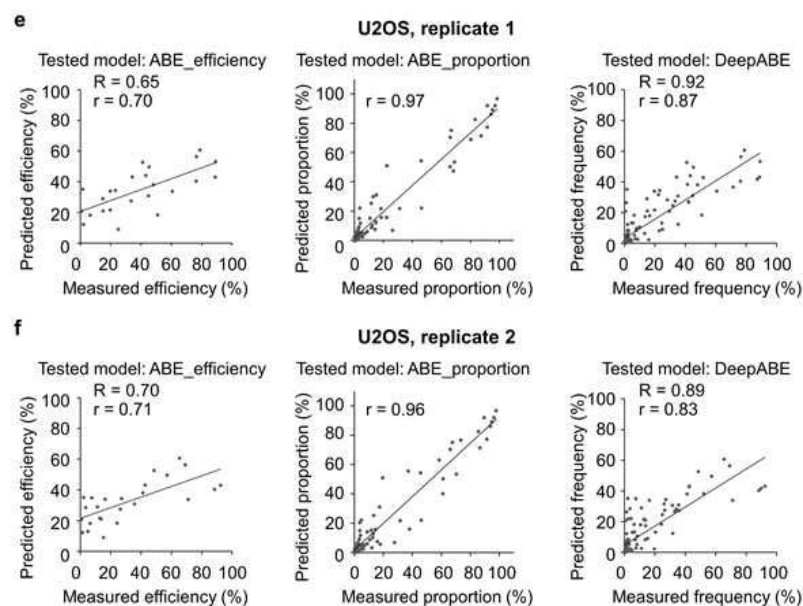 e
U2OS, replicate 1
Tested model: ABE_efficiency
R = 0.65
r = 0.70
Predicted efficiency (%)
100
80
60
40
20
0
0 20 40 60 80 100
Measured efficiency (%)
Tested model: ABE_proportion
r = 0.97
Predicted proportion (%)
100
80
60
40
20
0
0 20 40 60 80 100
Measured proportion (%)
Tested model: DeepABE
R = 0.92
r = 0.87
Predicted frequency (%)
100
80
60
40
20
0
0 20 40 60 80 100
Measured frequency (%)
f
U2OS, replicate 2
Tested model: ABE_efficiency
R = 0.70
r = 0.71
Predicted efficiency (%)
100
80
60
40
20
0
0 20 40 60 80 100
Measured efficiency (%)
Tested model: ABE_proportion
r = 0.96
Predicted proportion (%)
100
80
60
40
20
0
0 20 40 60 80 100
Measured proportion (%)
Tested model: DeepABE
R = 0.89
r = 0.83
Predicted frequency (%)
100
80
60
40
20
0
0 20 40 60 80 100
Measured frequency (%)